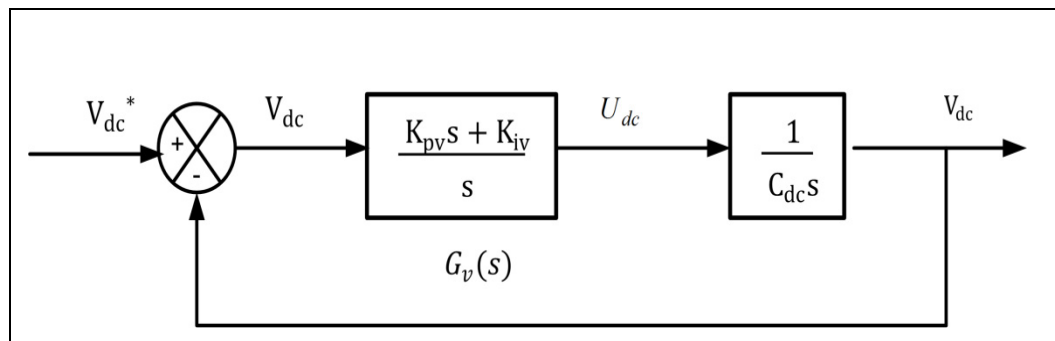 V_dc^*
+
-
V_dc
K_pv s + K_iv
s
G_v(s)
U_dc
1
C_dc s
V_dc